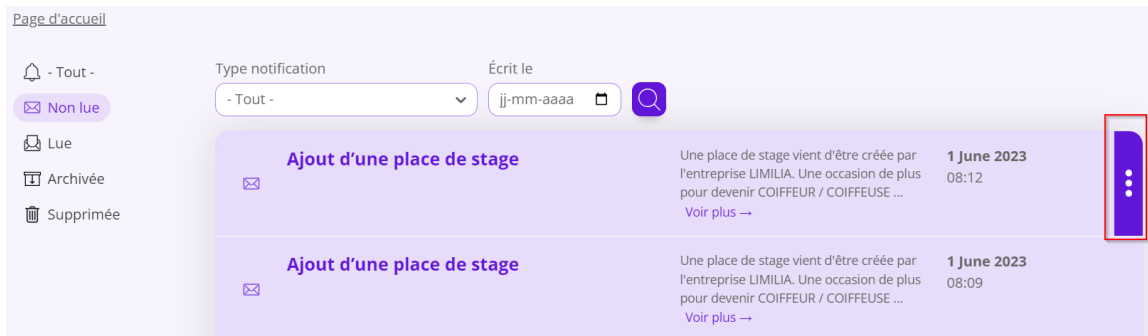 Page d'accueil
- Tout -
Non lue
Lue
Archivée
Supprimée
Type notification
Écrit le
- Tout -
jj-mm-aaaa
Ajout d’une place de stage
Une place de stage vient d'être créée par
l'entreprise LIMILIA. Une occasion de plus
pour devenir COIFFEUR / COIFFEUSE ...
Voir plus →
1 June 2023
08:12
Ajout d’une place de stage
Une place de stage vient d'être créée par
l'entreprise LIMILIA. Une occasion de plus
pour devenir COIFFEUR / COIFFEUSE ...
Voir plus →
1 June 2023
08:09